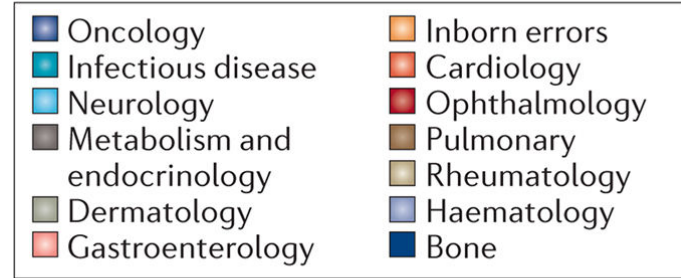 Oncology
Infectious disease
Neurology
Metabolism and
endocrinology
Dermatology
Gastroenterology
Inborn errors
Cardiology
Ophthalmology
Pulmonary
Rheumatology
Haematology
Bone